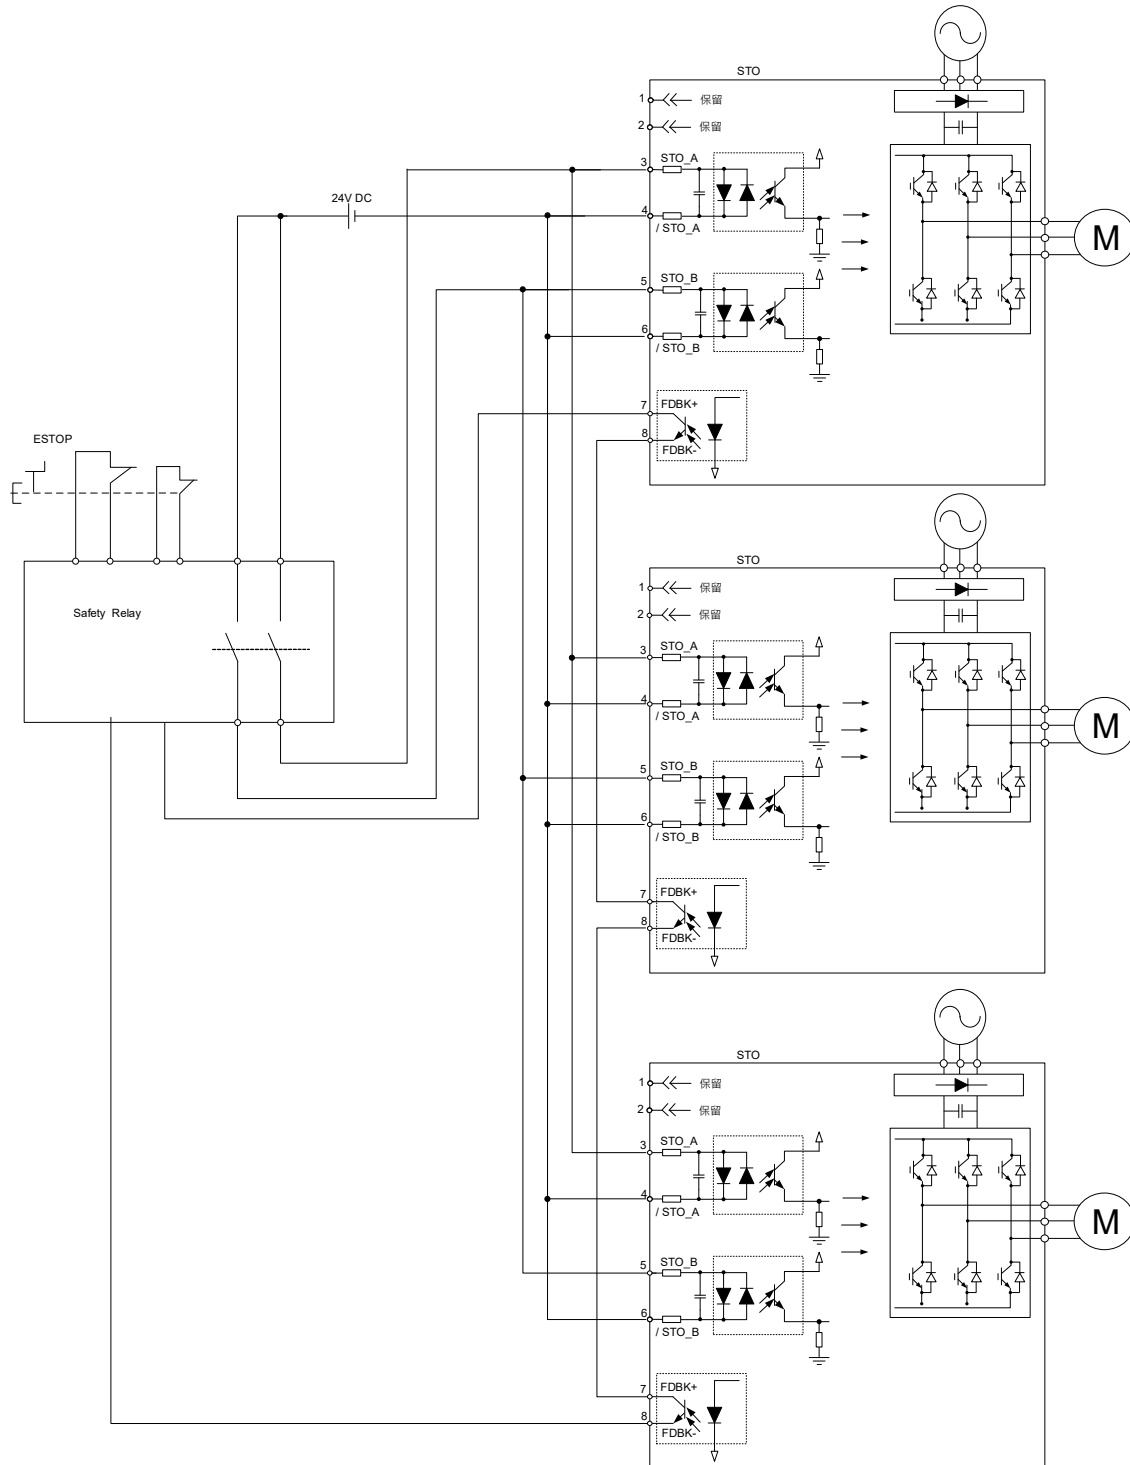 STO
1 保留
2 保留
3 STO_A
24V DC
4
/ STO_A
M
5 STO_B
6
/ STO_B
7 FDBK+
8
FDBK-
ESTOP
Safety Relay
STO
1 保留
2 保留
3 STO_A
4
/ STO_A
M
5 STO_B
6
/ STO_B
7 FDBK+
8
FDBK-
STO
1 保留
2 保留
3 STO_A
4
/ STO_A
M
5 STO_B
6
/ STO_B
7 FDBK+
8
FDBK-